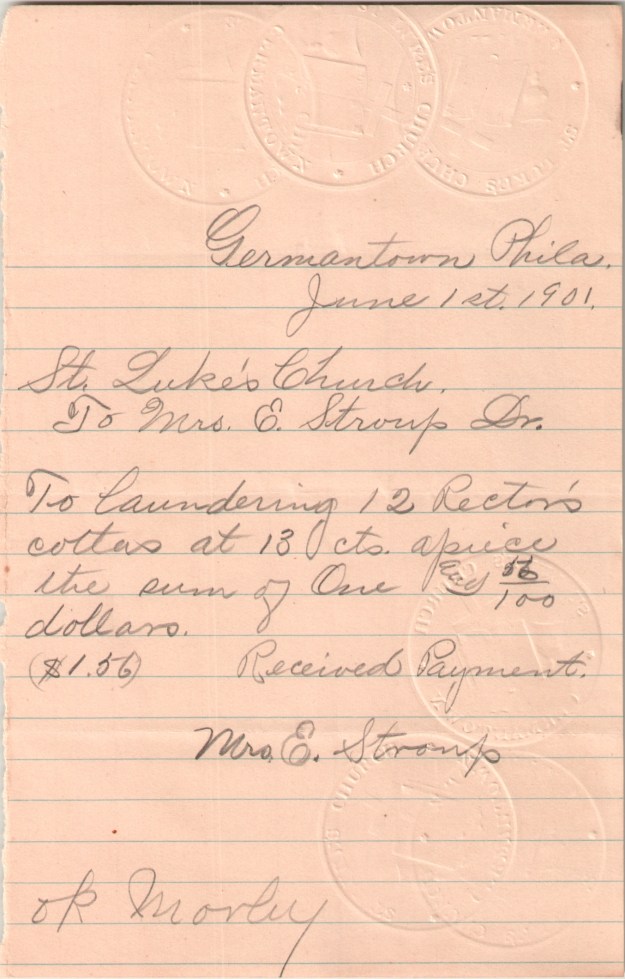 Germantown Phila.
June 1st. 1901.
St. Luke's Church.
To Mrs. E. Stroup Dr.
To laundering 12 Rector's
cottas at 13 cts. apiece
the sum of One and 56/100
dollars.
($1.56) Received Payment.
Mrs. E. Stroup
ok Morley